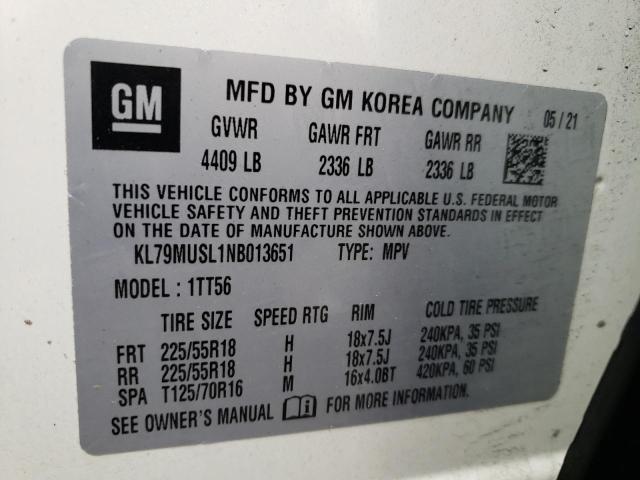 GM
MFD BY GM KOREA COMPANY 05/21
GVWR GAWR FRT GAWR RR
4409 LB 2336 LB 2336 LB
THIS VEHICLE CONFORMS TO ALL APPLICABLE U.S. FEDERAL MOTOR
VEHICLE SAFETY AND THEFT PREVENTION STANDARDS IN EFFECT
ON THE DATE OF MANUFACTURE SHOWN ABOVE.
KL79MUSL1NB013651 TYPE: MPV
MODEL : 1TT56
TIRE SIZE SPEED RTG RIM COLD TIRE PRESSURE
FRT 225/55R18 H 18x7.5J 240KPA, 35 PSI
RR 225/55R18 H 18x7.5J 240KPA, 35 PSI
SPA T125/70R16 M 16x4.0BT 420KPA, 60 PSI
SEE OWNER'S MANUAL FOR MORE INFORMATION.